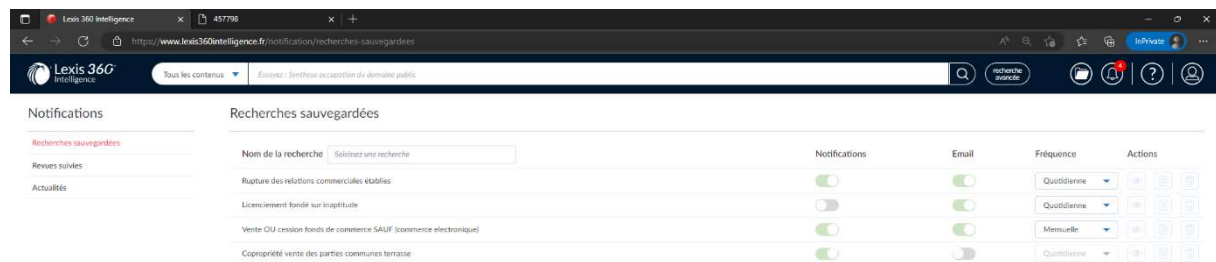 Lexis 360 Intelligence
457798
https://www.lexis360intelligence.fr/notification/recherches-sauvegardees
InPrivate
Lexis 360
Intelligence
Tous les contenus
Essayez : Synthèse occupation du domaine public
recherche
avancée
4
Notifications
Recherches sauvegardées
Revues suivies
Actualités
Recherches sauvegardées
Nom de la recherche Saisissez une recherche Notifications Email Fréquence Actions
Rupture des relations commerciales établies Quotidienne
Licenciement fondé sur inaptitude Quotidienne
Vente OU cession fonds de commerce SAUF (commerce electronique) Mensuelle
Copropriété vente des parties communes terrasse Quotidienne